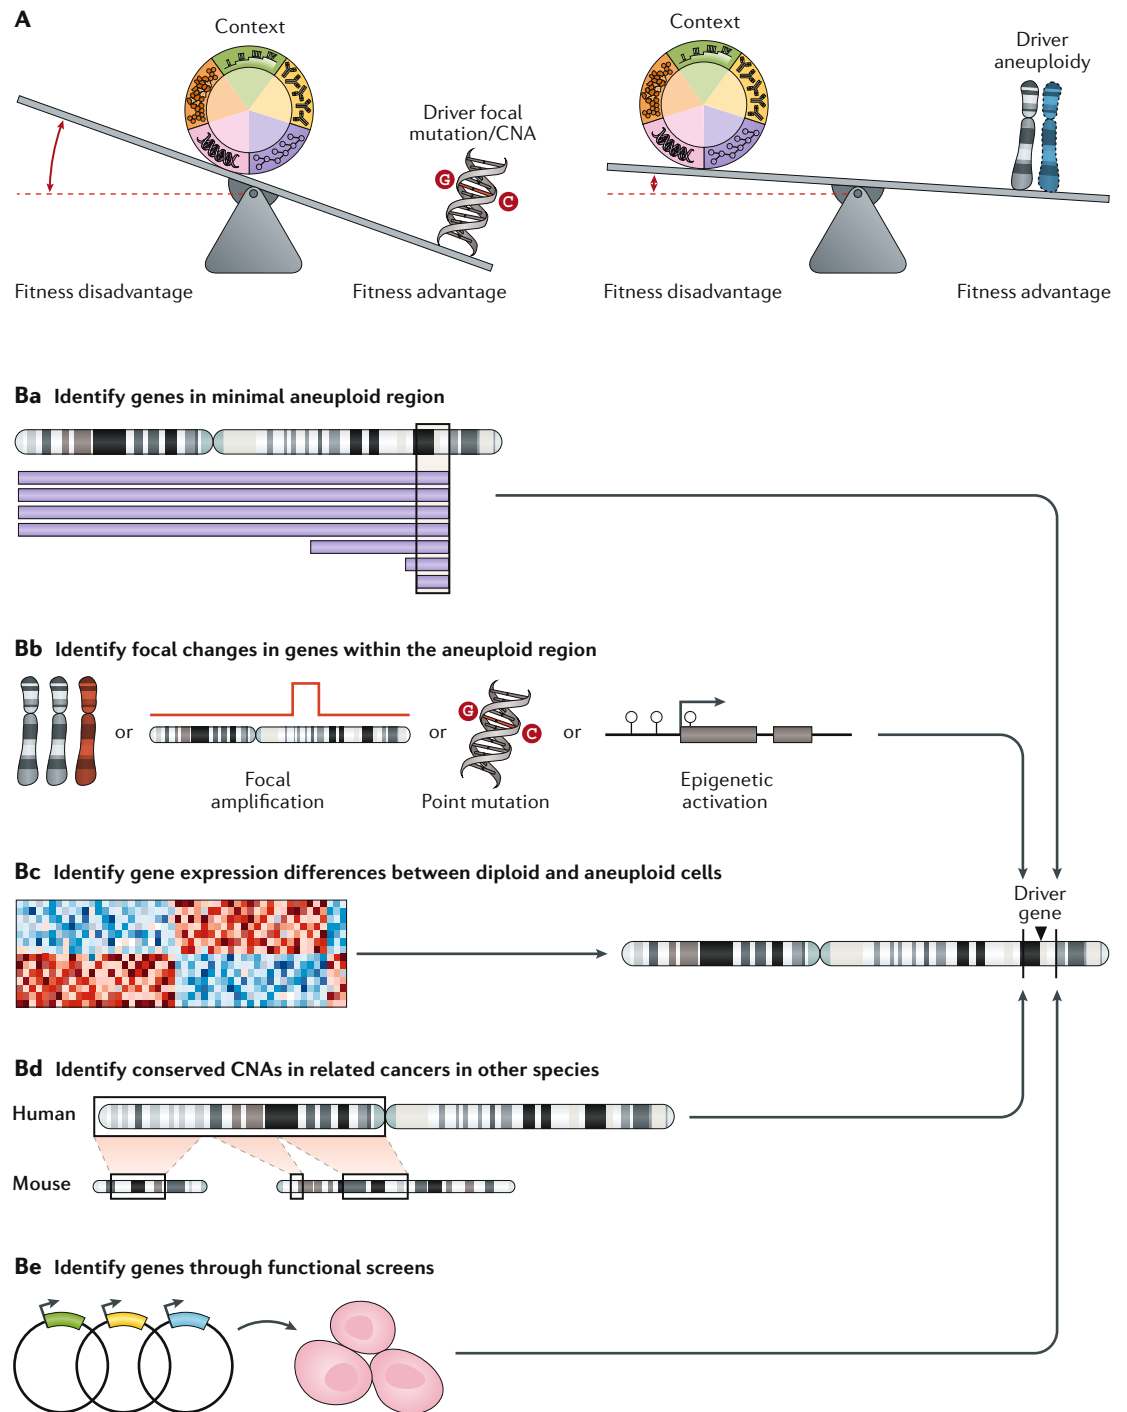 A
Context
Driver focal
mutation/CNA
G
C
Fitness disadvantage
Fitness advantage
Context
Driver
aneuploidy
Fitness disadvantage
Fitness advantage
Ba Identify genes in minimal aneuploid region
Bb Identify focal changes in genes within the aneuploid region
or
Focal
amplification
or
G
C
Point mutation
or
Epigenetic
activation
Bc Identify gene expression differences between diploid and aneuploid cells
Driver
gene
Bd Identify conserved CNAs in related cancers in other species
Human
Mouse
Be Identify genes through functional screens